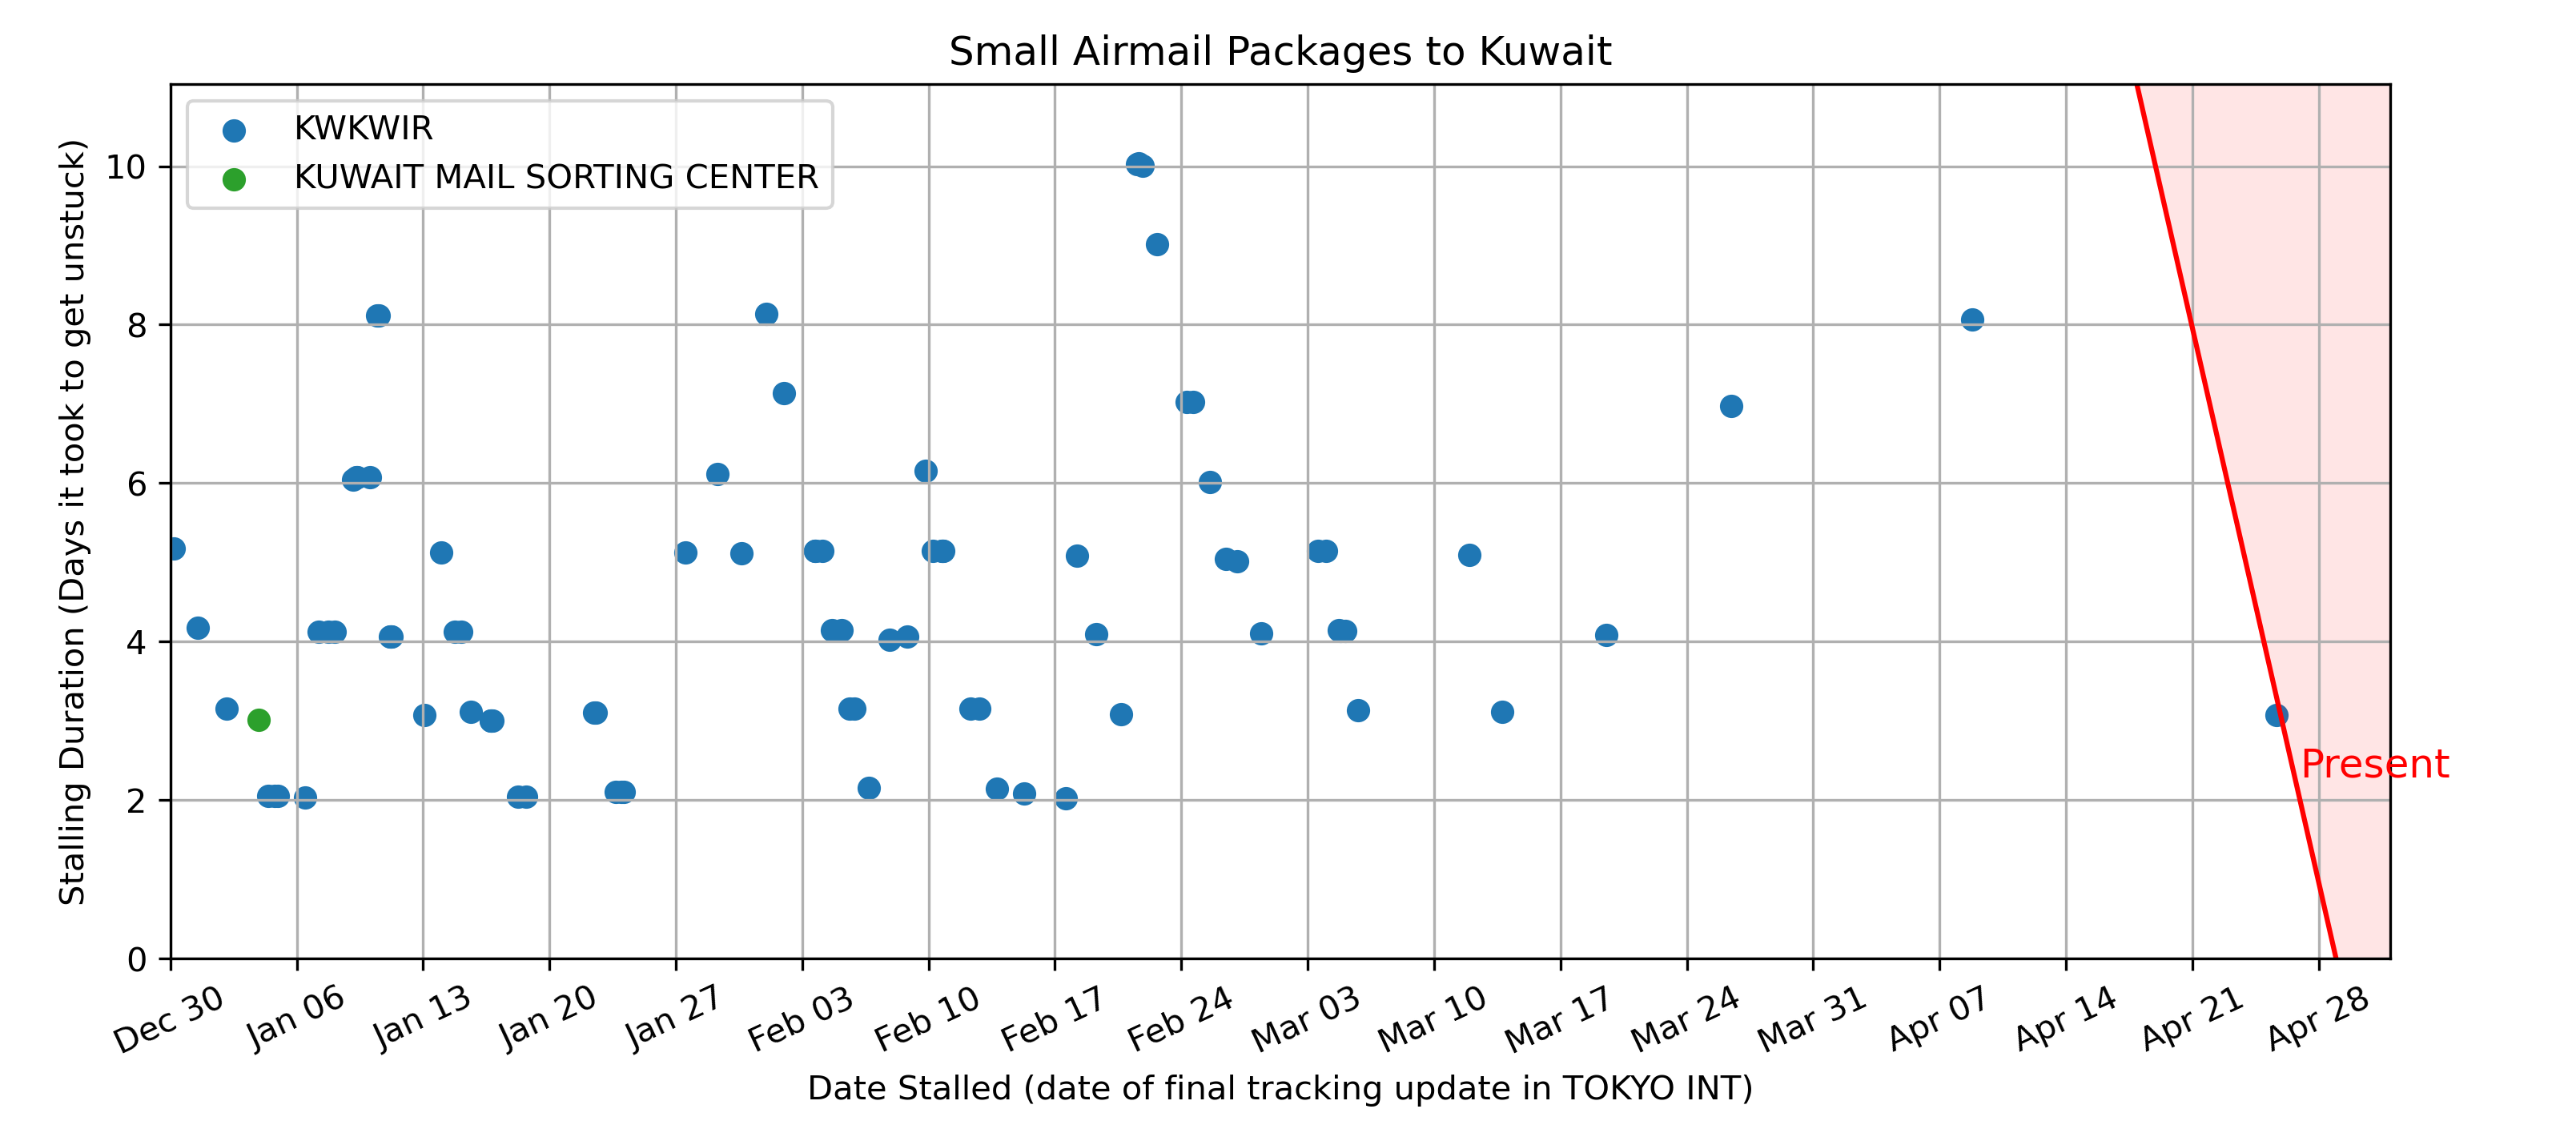 Small Airmail Packages to Kuwait
KWKWIR
KUWAIT MAIL SORTING CENTER
Stalling Duration (Days it took to get unstuck)
10
8
6
4
2
0
Present
Dec 30
Jan 06
Jan 13
Jan 20
Jan 27
Feb 03
Feb 10
Feb 17
Feb 24
Mar 03
Mar 10
Mar 17
Mar 24
Mar 31
Apr 07
Apr 14
Apr 21
Apr 28
Date Stalled (date of final tracking update in TOKYO INT)